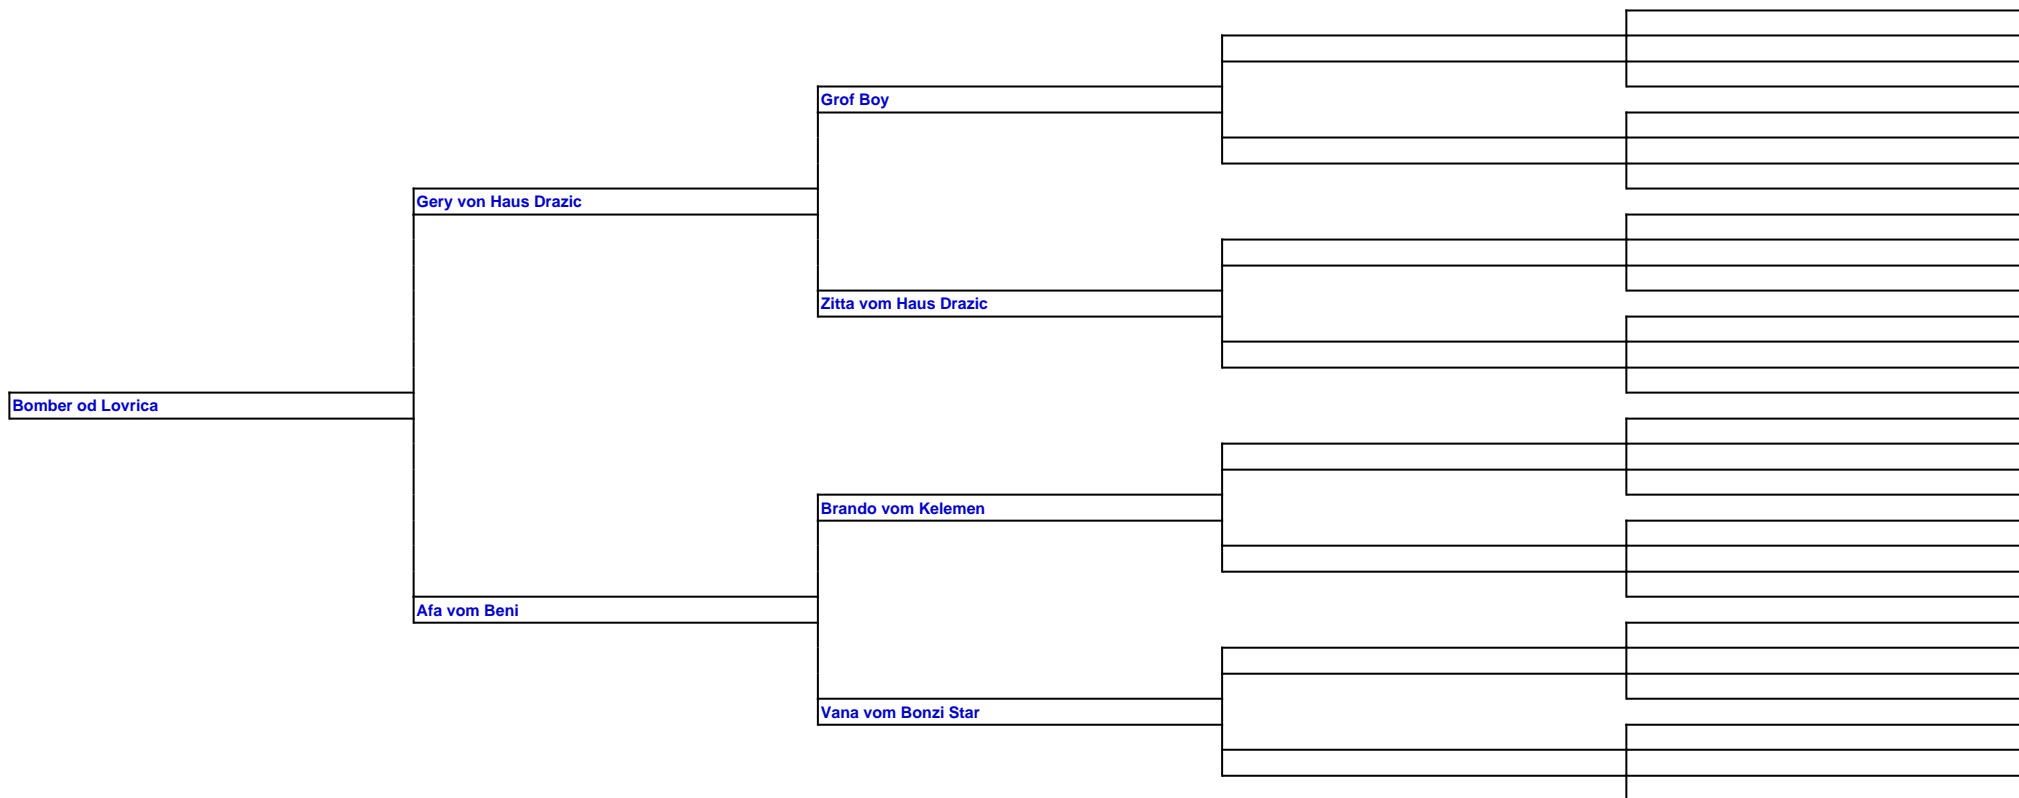 Grof Boy
Gery von Haus Drazic
Zitta vom Haus Drazic
Bomber od Lovrica
Brando vom Kelemen
Afa vom Beni
Vana vom Bonzi Star